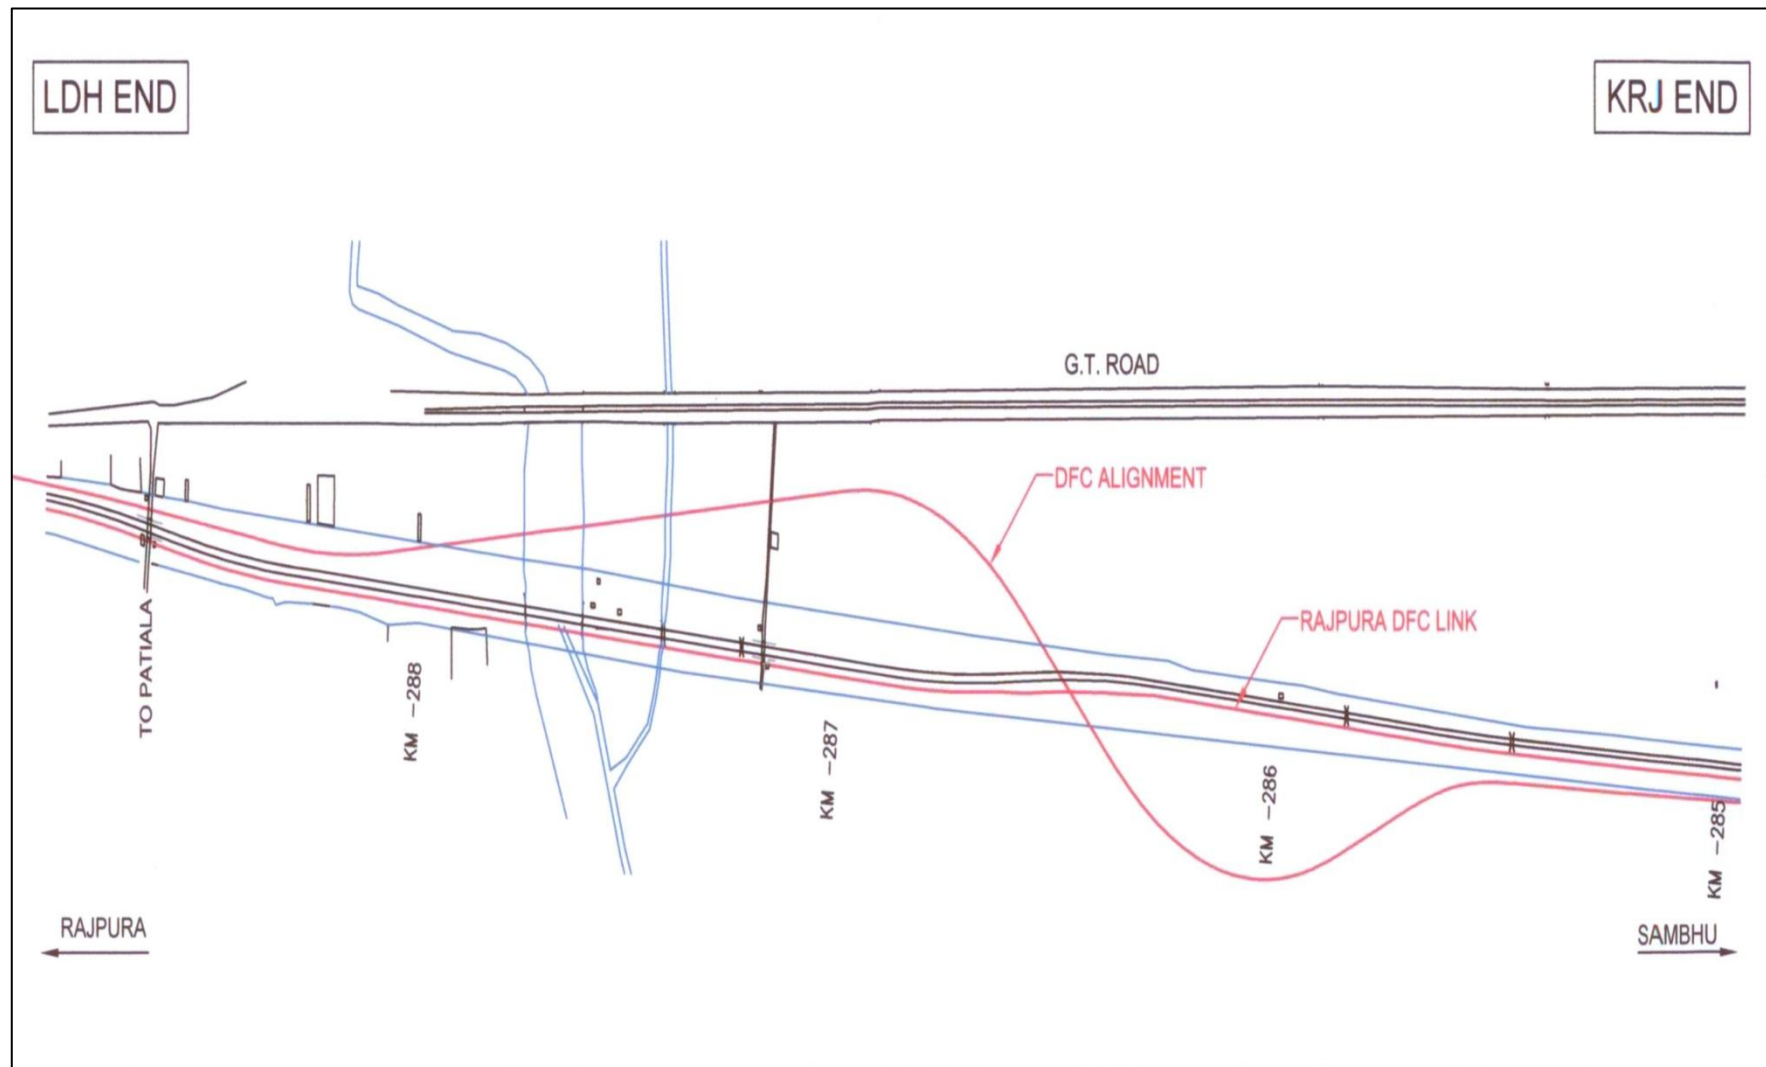 LDH END
KRJ END
G.T. ROAD
DFC ALIGNMENT
RAJPURA DFC LINK
TO PATIALA
KM -288
KM -287
KM -286
KM -285
RAJPURA
SAMBHU